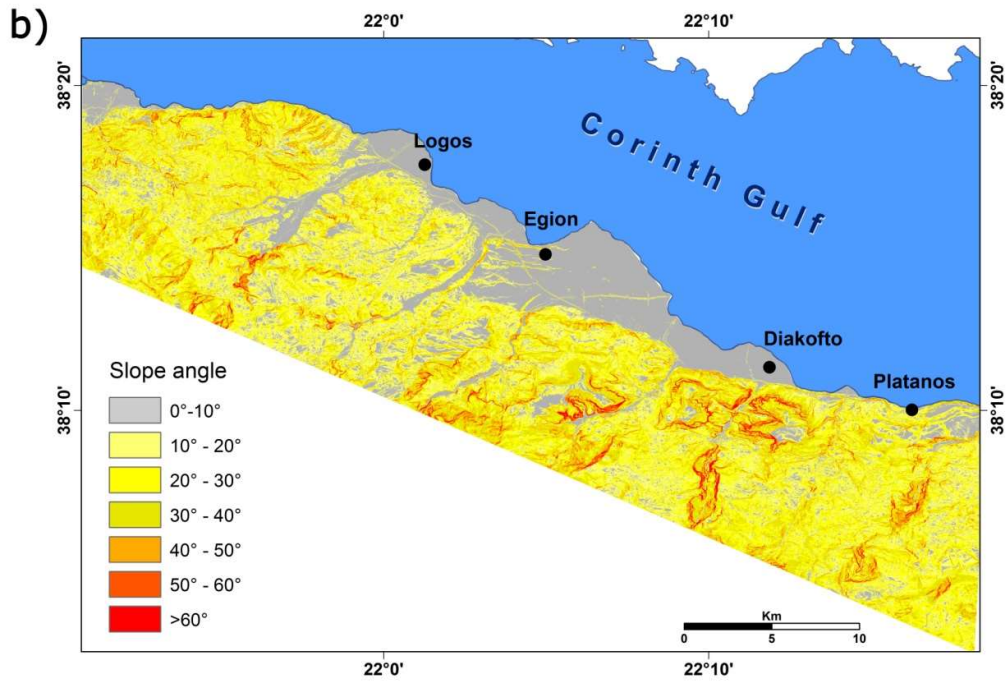 b)
22°0'
22°10'
38°20'
38°20'
Logos
Corinth Gulf
Egion
Diakofto
Platanos
38°10'
38°10'
Slope angle
0°-10°
10° - 20°
20° - 30°
30° - 40°
40° - 50°
50° - 60°
>60°
Km
0 5 10
22°0'
22°10'